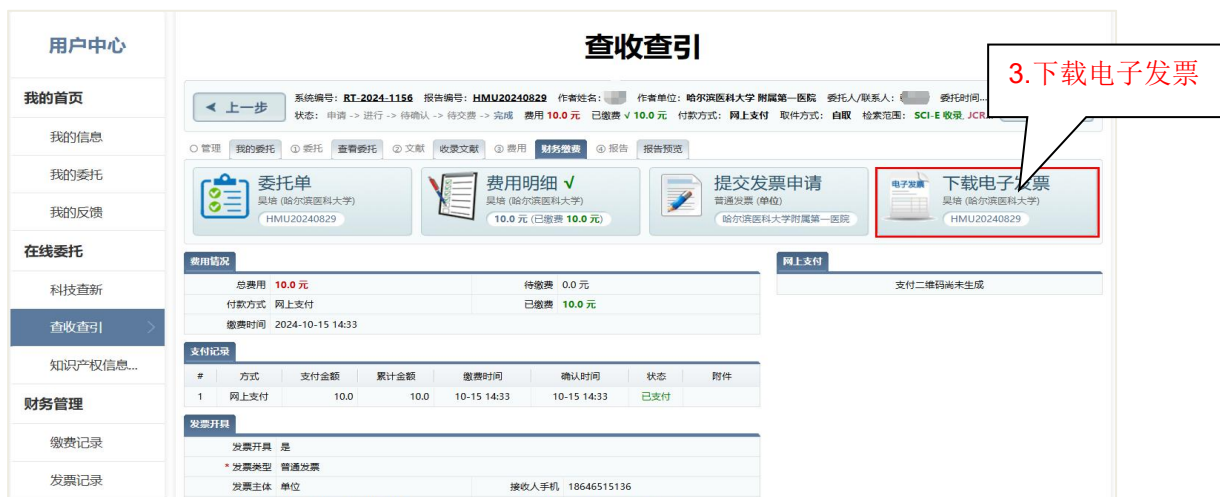 用户中心
查收查引
3.下载电子发票
我的首页
我的信息
我的委托
我的反馈
在线委托
科技查新
查收查引
知识产权信息...
财务管理
缴费记录
发票记录
上一步
系统编号：RT-2024-1156 报告编号：HMU20240829 作者姓名： 作者单位：哈尔滨医科大学附属第一医院 委托人/联系人： 委托时间...
状态：申请 -> 进行 -> 待确认 -> 待交费 -> 完成 费用 10.0 元 已缴费 √ 10.0 元 付款方式：网上支付 取件方式：自取 检索范围：SCI-E 收录, JCR
管理 我的委托 ① 委托 查看委托 ② 文献 收录文献 ③ 费用 财务缴费 ④ 报告 报告预览
委托单
吴培 (哈尔滨医科大学)
HMU20240829
费用明细 √
吴培 (哈尔滨医科大学)
10.0 元 (已缴费 10.0 元)
提交发票申请
普通发票 (单位)
哈尔滨医科大学附属第一医院
电子发票
下载电子发票
吴培 (哈尔滨医科大学)
HMU20240829
费用情况
总费用 10.0 元 待缴费 0.0 元
付款方式 网上支付 已缴费 10.0 元
缴费时间 2024-10-15 14:33
网上支付
支付二维码尚未生成
支付记录
# 方式 支付金额 累计金额 缴费时间 确认时间 状态 附件
1 网上支付 10.0 10.0 10-15 14:33 10-15 14:33 已支付
发票开具
发票开具 是
* 发票类型 普通发票
发票主体 单位 接收人手机 18646515136